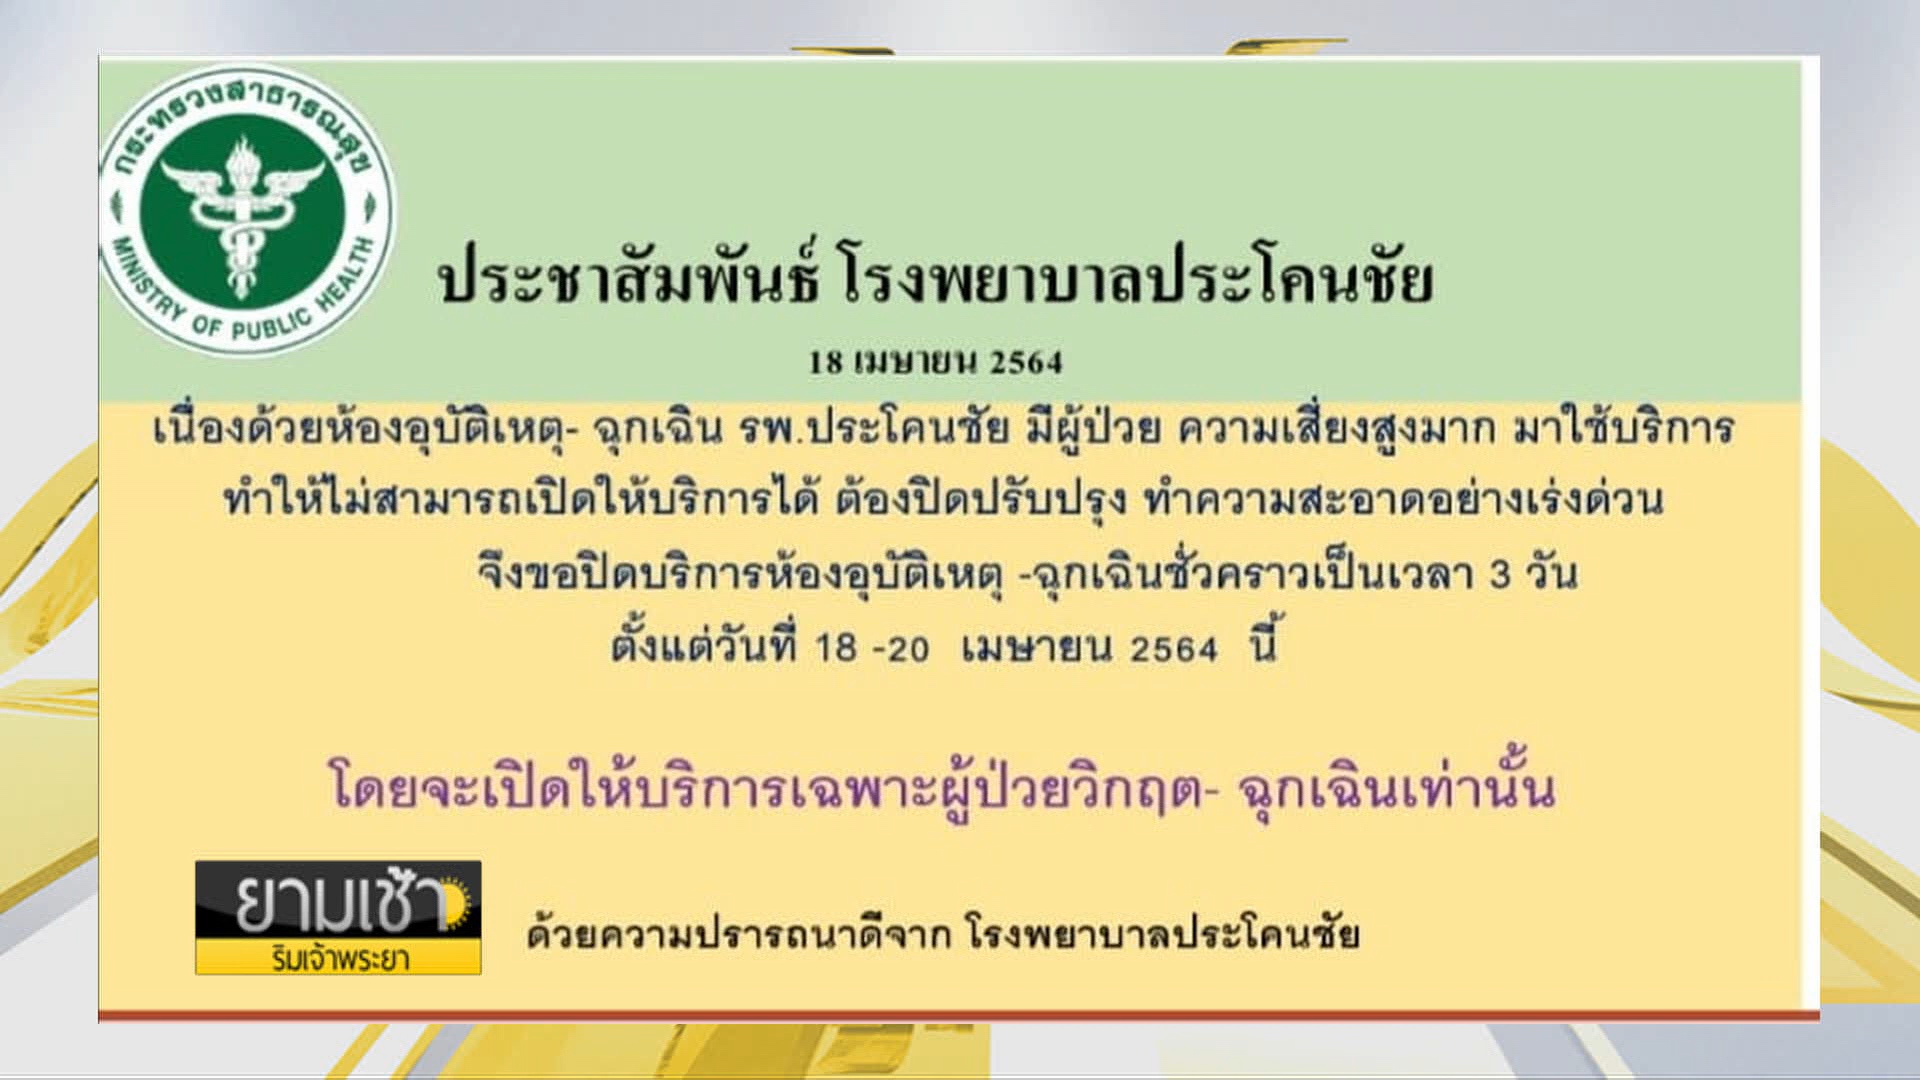 กระทรวงสาธารณสุข
MINISTRY OF PUBLIC HEALTH
ประชาสัมพันธ์ โรงพยาบาลประโคนชัย
18 เมษายน 2564
เนื่องด้วยห้องอุบัติเหตุ- ฉุกเฉิน รพ.ประโคนชัย มีผู้ป่วย ความเสี่ยงสูงมาก มาใช้บริการ
ทำให้ไม่สามารถเปิดให้บริการได้ ต้องปิดปรับปรุง ทำความสะอาดอย่างเร่งด่วน
จึงขอปิดบริการห้องอุบัติเหตุ -ฉุกเฉินชั่วคราวเป็นเวลา 3 วัน
ตั้งแต่วันที่ 18 -20 เมษายน 2564 นี้
โดยจะเปิดให้บริการเฉพาะผู้ป่วยวิกฤต- ฉุกเฉินเท่านั้น
ยามเช้า
ริมเจ้าพระยา
ด้วยความปรารถนาดีจาก โรงพยาบาลประโคนชัย